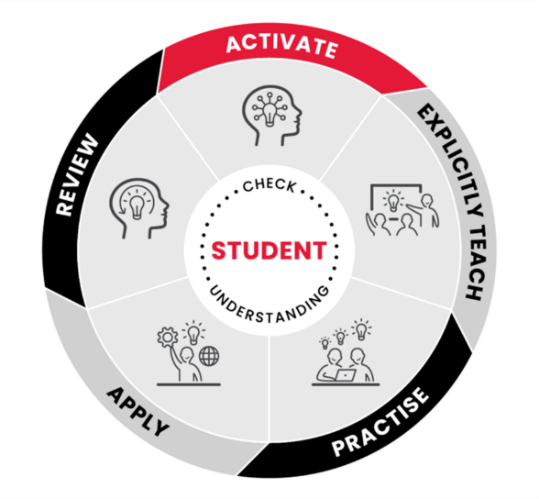 ACTIVATE
EXPLICITLY TEACH
PRACTISE
APPLY
REVIEW
CHECK
STUDENT
UNDERSTANDING